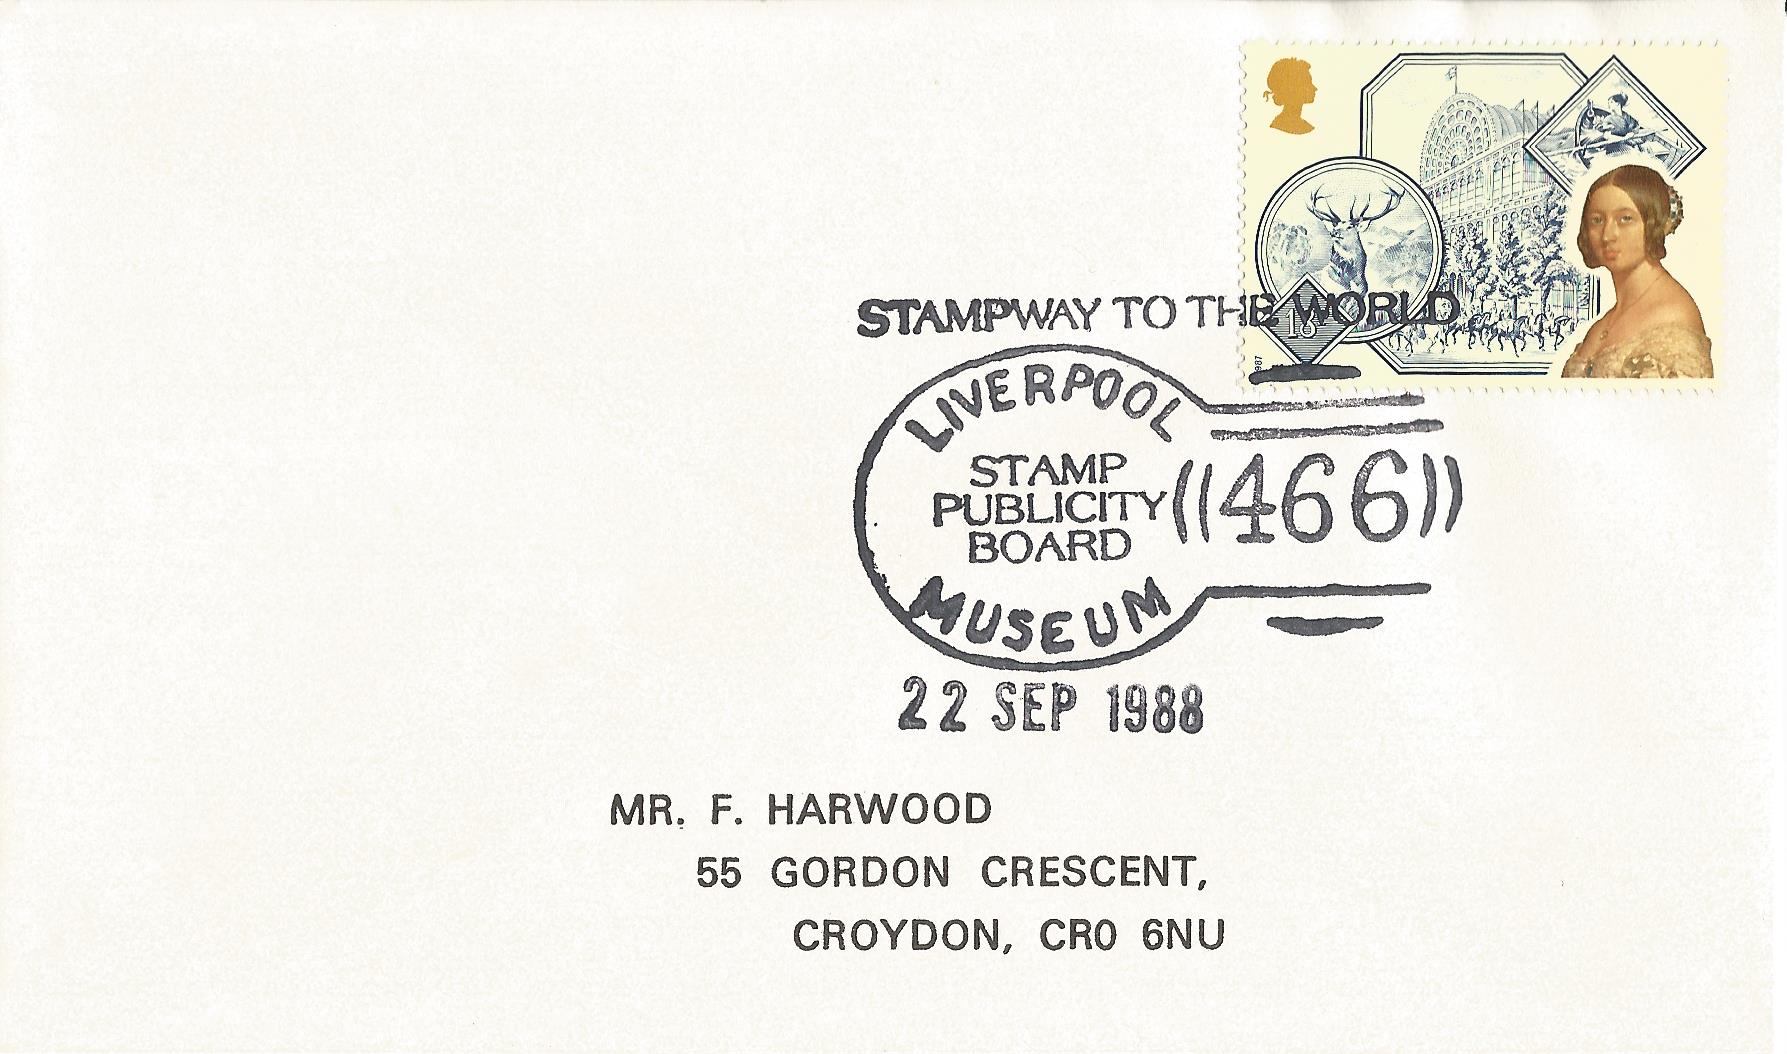 STAMPWAY TO THE WORLD
18
LIVERPOOL
STAMP
PUBLICITY
BOARD
466
MUSEUM
22 SEP 1988
MR. F. HARWOOD
55 GORDON CRESCENT,
CROYDON, CR0 6NU